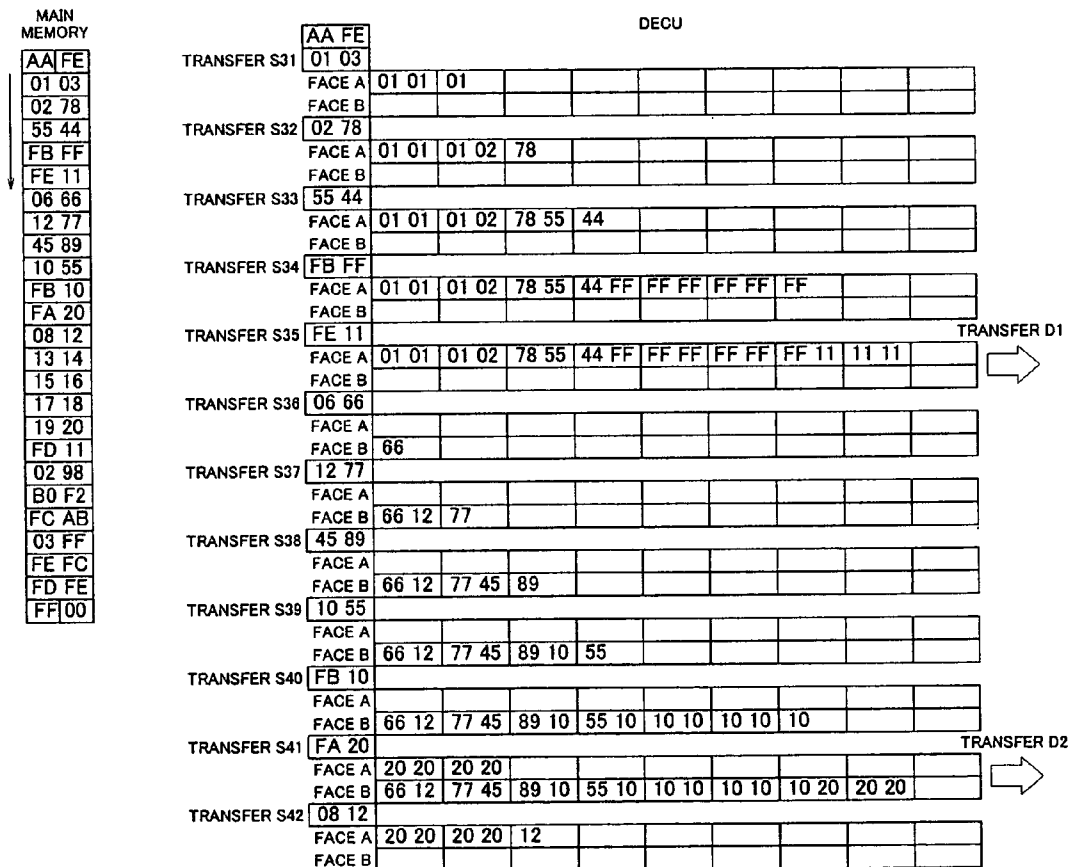 MAIN
MEMORY
AA FE
01 03
02 78
55 44
FB FF
FE 11
06 66
12 77
45 89
10 55
FB 10
FA 20
08 12
13 14
15 16
17 18
19 20
FD 11
02 98
B0 F2
FC AB
03 FF
FE FC
FD FE
FF 00
DECU
AA FE
TRANSFER S31 01 03
FACE A 01 01 01
FACE B
TRANSFER S32 02 78
FACE A 01 01 01 02 78
FACE B
TRANSFER S33 55 44
FACE A 01 01 01 02 78 55 44
FACE B
TRANSFER S34 FB FF
FACE A 01 01 01 02 78 55 44 FF FF FF FF FF FF
FACE B
TRANSFER S35 FE 11 TRANSFER D1
FACE A 01 01 01 02 78 55 44 FF FF FF FF FF FF 11 11 11
FACE B
TRANSFER S36 06 66
FACE A
FACE B 66
TRANSFER S37 12 77
FACE A
FACE B 66 12 77
TRANSFER S38 45 89
FACE A
FACE B 66 12 77 45 89
TRANSFER S39 10 55
FACE A
FACE B 66 12 77 45 89 10 55
TRANSFER S40 FB 10
FACE A
FACE B 66 12 77 45 89 10 55 10 10 10 10 10 10
TRANSFER S41 FA 20 TRANSFER D2
FACE A 20 20 20 20
FACE B 66 12 77 45 89 10 55 10 10 10 10 10 10 20 20 20
TRANSFER S42 08 12
FACE A 20 20 20 20 12
FACE B